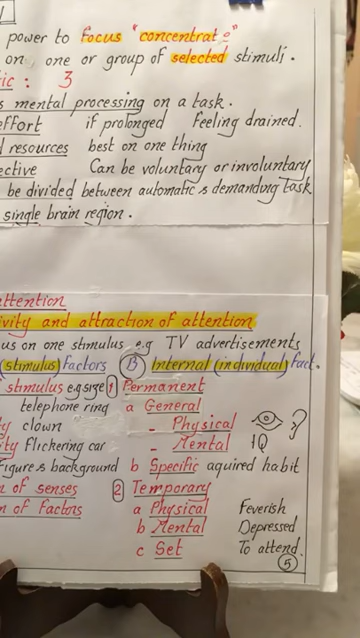 power to focus "concentrate"
on one or group of selected stimuli.
ic : 3
s mental processing on a task.
effort if prolonged feeling drained.
resources best on one thing
ective Can be voluntary or involuntary
be divided between automatic & demanding task
single brain region.
attention
ivity and attraction of attention
us on one stimulus e.g TV advertisements
(stimulus) factors B Internal (individual) fact.
stimulus e.g size 1 Permanent
telephone ring a General
y clown - Physical
ity Flickering car - Mental IQ
Figure & background b Specific aquired habit
n of senses 2 Temporary
n of factors a Physical Feverish
b Mental Depressed
c Set To attend
5